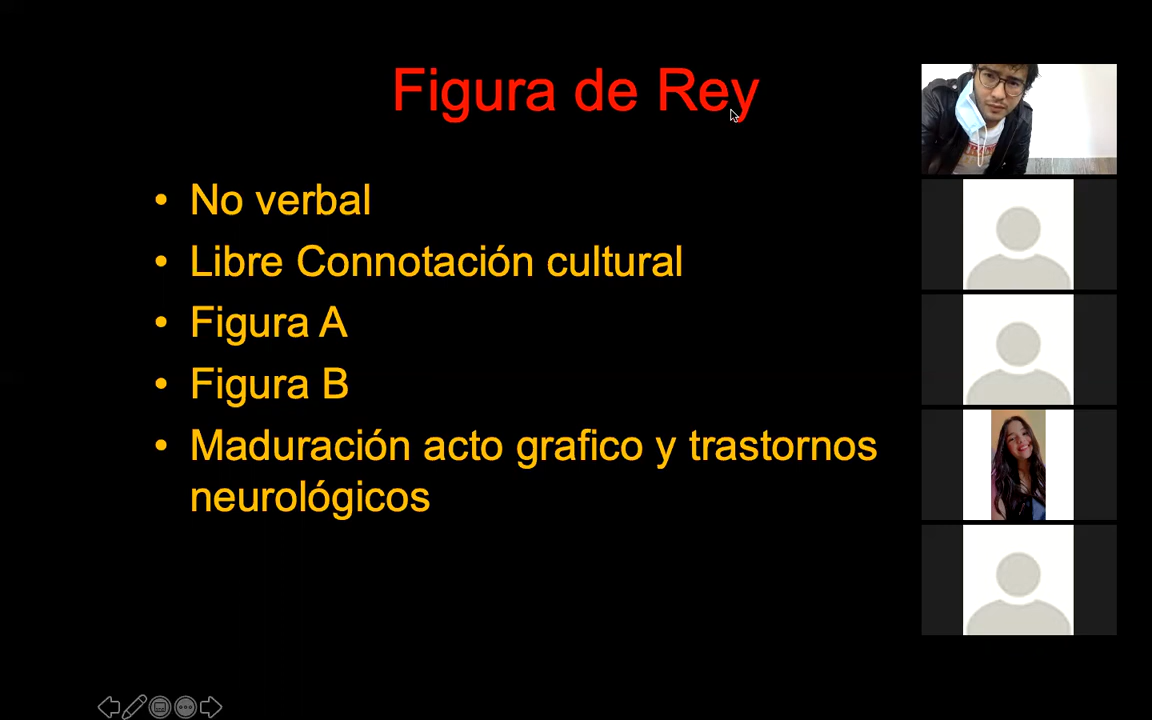 Figura de Rey
• No verbal
• Libre Connotación cultural
• Figura A
• Figura B
• Maduración acto grafico y trastornos
neurológicos